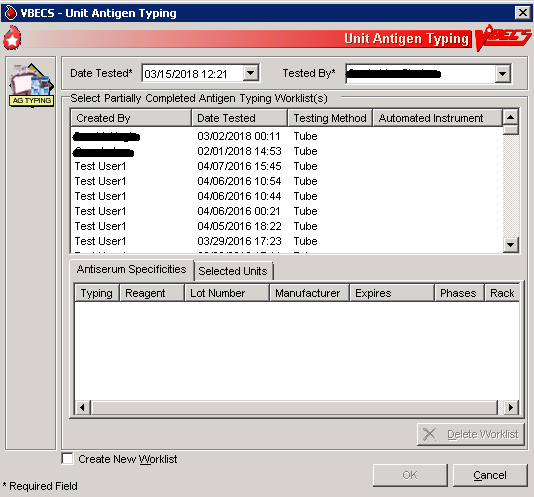 VBECS - Unit Antigen Typing
Unit Antigen Typing VBECS
AG TYPING
Date Tested* 03/15/2018 12:21 Tested By*
Select Partially Completed Antigen Typing Worklist(s)
Created By Date Tested Testing Method Automated Instrument
03/02/2018 00:11 Tube
02/01/2018 14:53 Tube
Test User1 04/07/2016 15:45 Tube
Test User1 04/06/2016 10:54 Tube
Test User1 04/06/2016 10:44 Tube
Test User1 04/06/2016 00:21 Tube
Test User1 04/05/2016 18:22 Tube
Test User1 03/29/2016 17:23 Tube
Antiserum Specificities Selected Units
Typing Reagent Lot Number Manufacturer Expires Phases Rack
Delete Worklist
Create New Worklist
OK Cancel
* Required Field